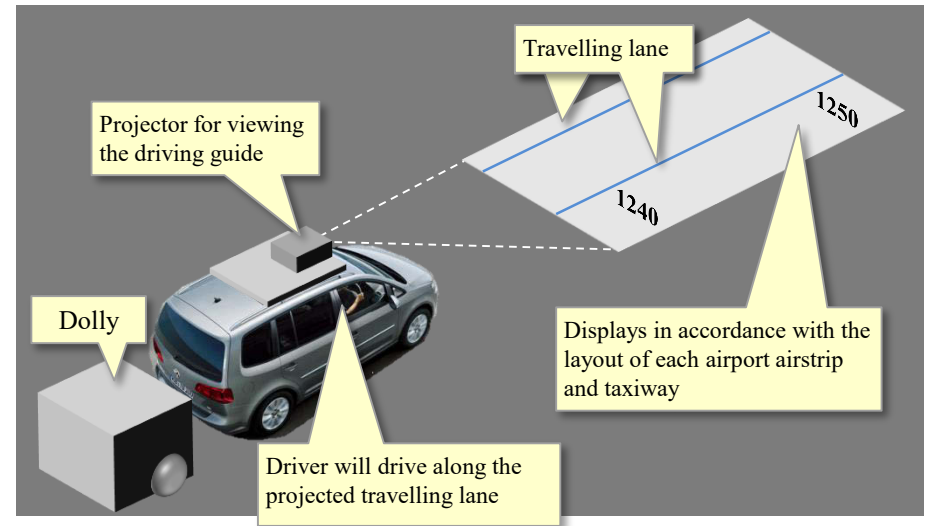 Travelling lane
Projector for viewing
the driving guide
1250
1240
Dolly
Displays in accordance with the
layout of each airport airstrip
and taxiway
Driver will drive along the
projected travelling lane